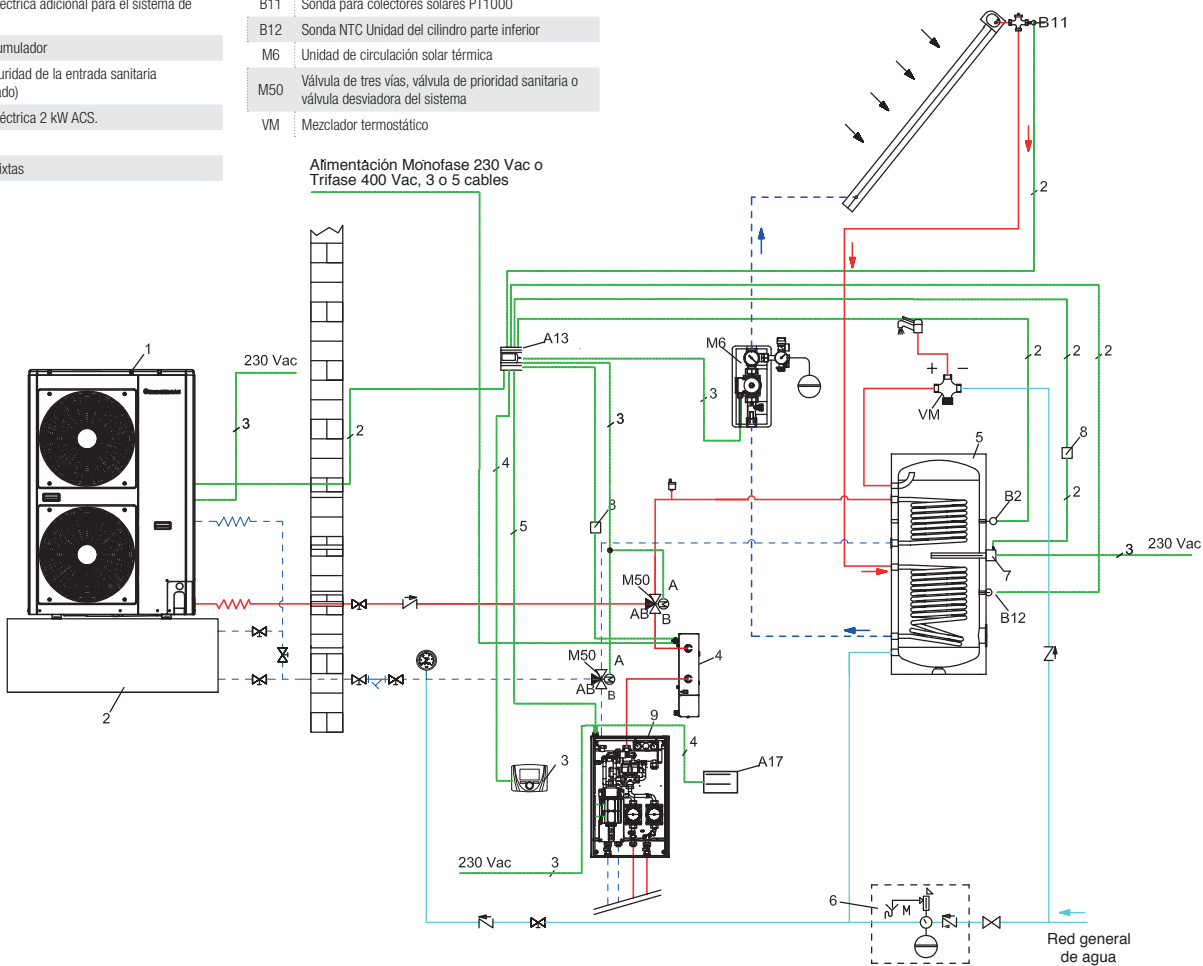 éctrica adicional para el sistema de
umulador
uridad de la entrada sanitaria
ado)
éctrica 2 kW ACS.
ixtas
B11 Sonda para colectores solares PT1000
B12 Sonda NTC Unidad del cilindro parte inferior
M6 Unidad de circulación solar térmica
M50 Válvula de tres vías, válvula de prioridad sanitaria o
válvula desviadora del sistema
VM Mezclador termostático
B11
Alimentación Monofase 230 Vac o
Trifase 400 Vac, 3 o 5 cables
2
A13
M6
1
230 Vac
2 2 2
+ −
3
VM
3
3
2
8
5
4
B2
2
5
8
3 230 Vac
7
M50 A
AB B
B12
M50 A
AB B
4
2
9
4
3
A17
230 Vac 3
6
M
Red general
de agua